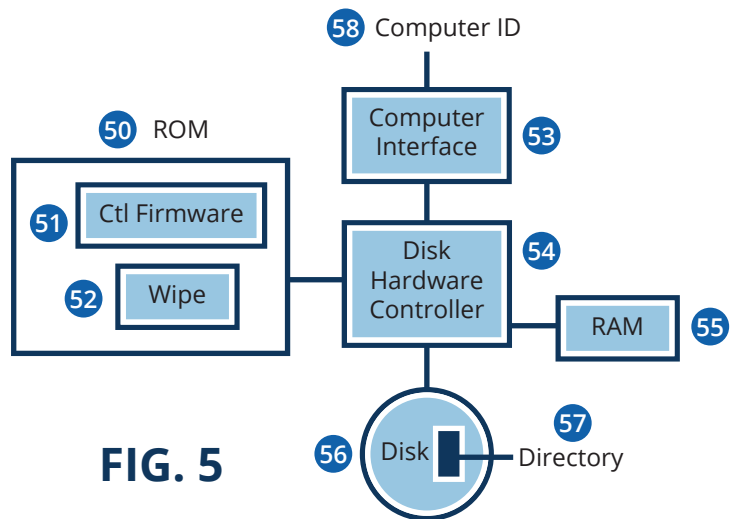 58 Computer ID
Computer
Interface
53
50 ROM
51 Ctl Firmware
52 Wipe
Disk
Hardware
Controller
54
RAM 55
56 Disk
57
Directory
FIG. 5